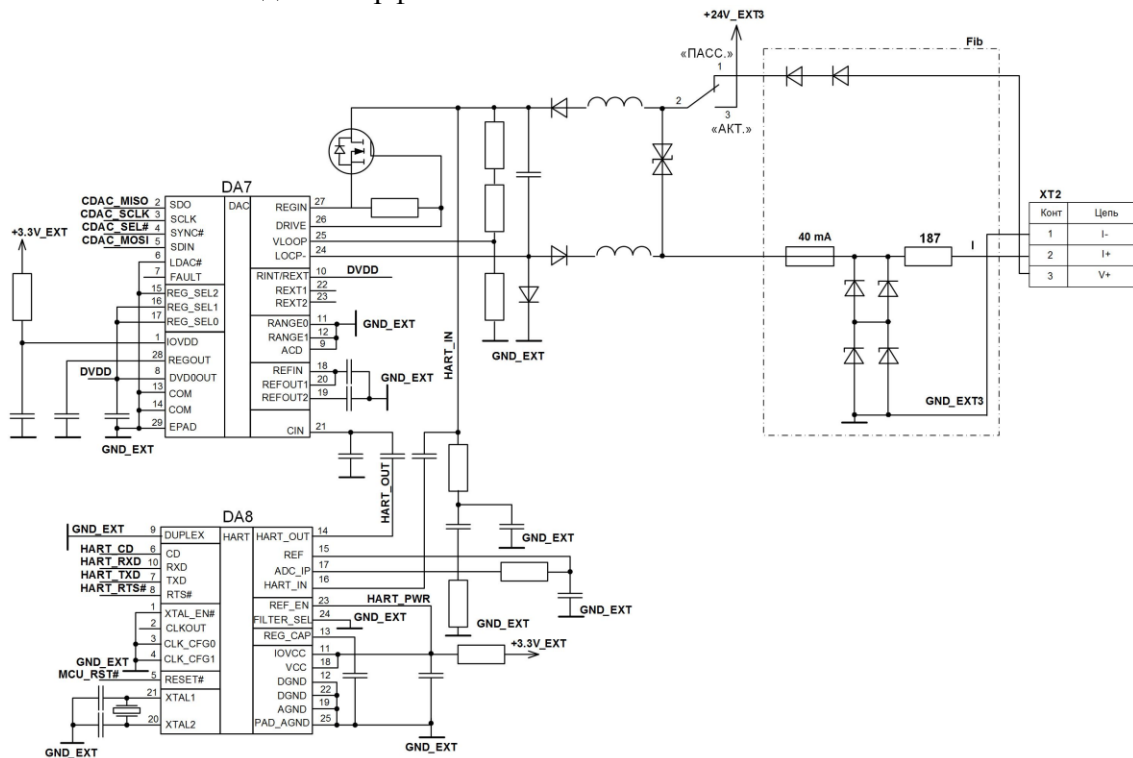 +24V_EXT3
Fib
«ПАСС.»
1
2
3
«АКТ.»
DA7
CDAC_MISO 2 SDO DAC REGIN 27
CDAC_SCLK 3 SCLK DRIVE 26
CDAC_SEL# 4 SYNC# VLOOP 25
CDAC_MOSI 5 SDIN LOCP- 24
+3.3V_EXT
6 LDAC# RINT/REXT 10 DVDD
7 FAULT REXT1 22
15 REG_SEL2 REXT2 23
16 REG_SEL1
17 REG_SEL0 RANGE0 11 GND_EXT
RANGE1 12
1 IOVDD ACD 9
28 REGOUT REFIN 18 GND_EXT
DVDD 8 DVD0OUT REFOUT1 20
13 COM REFOUT2 19
14 COM
29 EPAD CIN 21
GND_EXT
HART_IN
GND_EXT
40 mA
187
I
GND_EXT3
XT2
Конт Цепь
1 I-
2 I+
3 V+
HART_OUT
DA8
GND_EXT 9 DUPLEX HART HART_OUT 14
HART_CD 6 CD REF 15
HART_RXD 10 RXD ADC_IP 17
HART_TXD 7 TXD HART_IN 16
HART_RTS# 8 RTS#
1 XTAL_EN# REF_EN 23 HART_PWR
2 CLKOUT FILTER_SEL 24 GND_EXT
3 CLK_CFG0 REG_CAP 13
4 CLK_CFG1 IOVCC 11 +3.3V_EXT
GND_EXT
MCU_RST# 5 RESET# VCC 18
DGND 12
21 XTAL1 DGND 22
AGND 19
20 XTAL2 PAD_AGND 25
GND_EXT
GND_EXT
GND_EXT
GND_EXT
GND_EXT